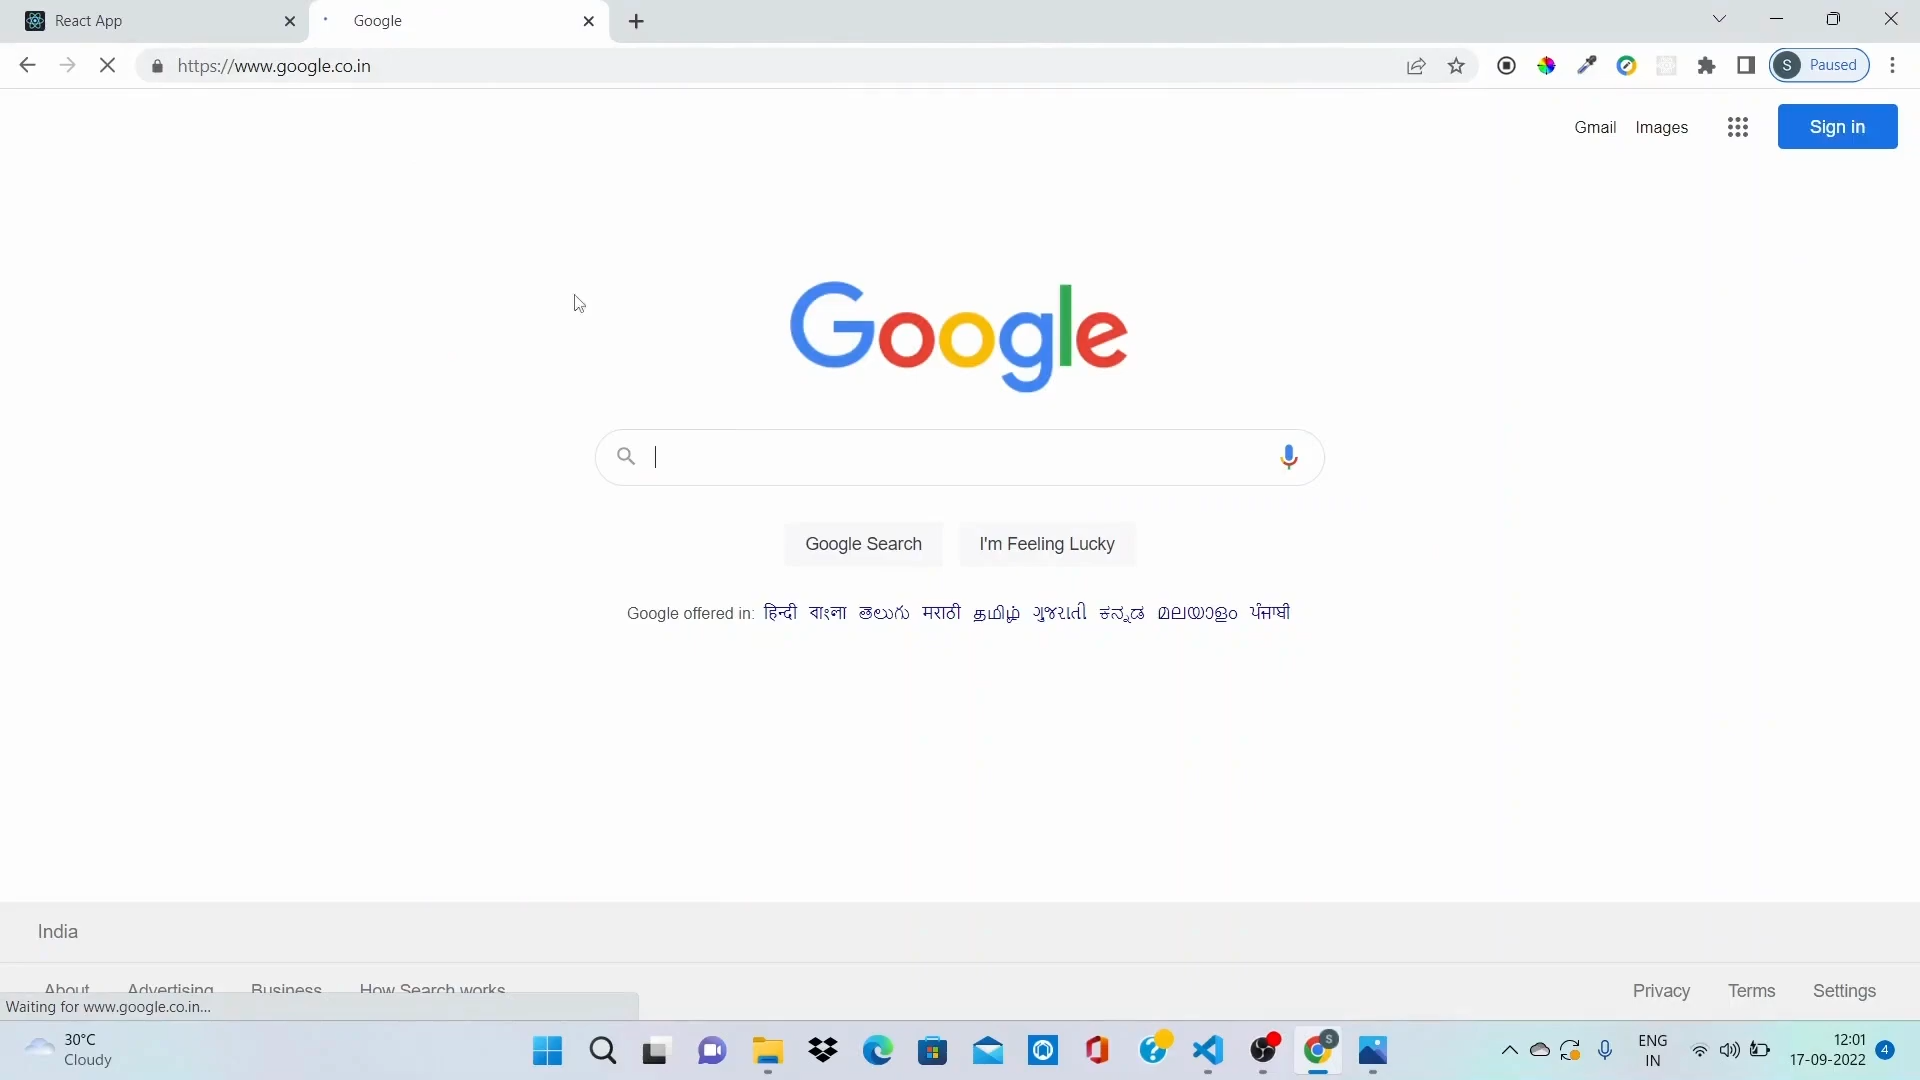 React App
Google
https://www.google.co.in
S Paused
Gmail Images Sign in
Google
Google Search I'm Feeling Lucky
Google offered in: हिन्दी বাংলা తెలుగు मराठी தமிழ் ગુજરાતી ಕನ್ನಡ മലയാളം ਪੰਜਾਬੀ
India
About Advertising Business How Search works Privacy Terms Settings
Waiting for www.google.co.in...
30°C
Cloudy
S
ENG
IN
12:01
17-09-2022
4